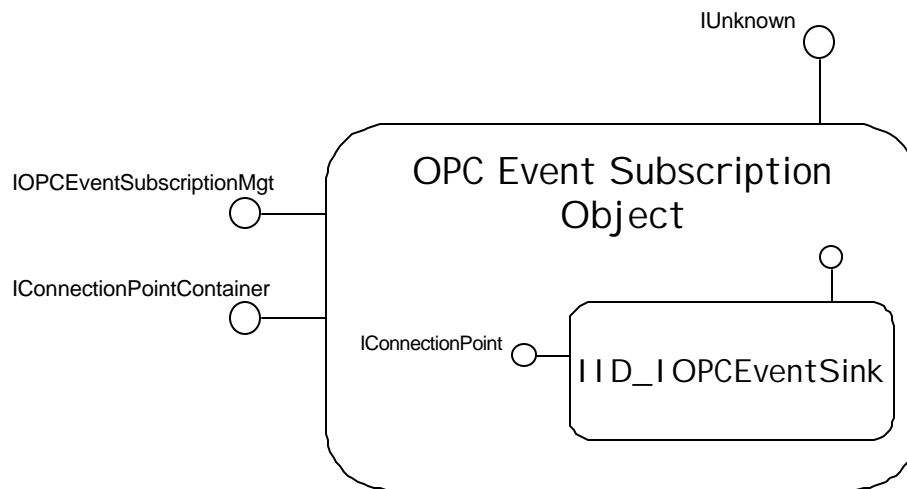 IUnknown
IOPCEventSubscriptionMgt
OPC Event Subscription
Object
IConnectionPointContainer
IConnectionPoint
IID_IOPCEventSink